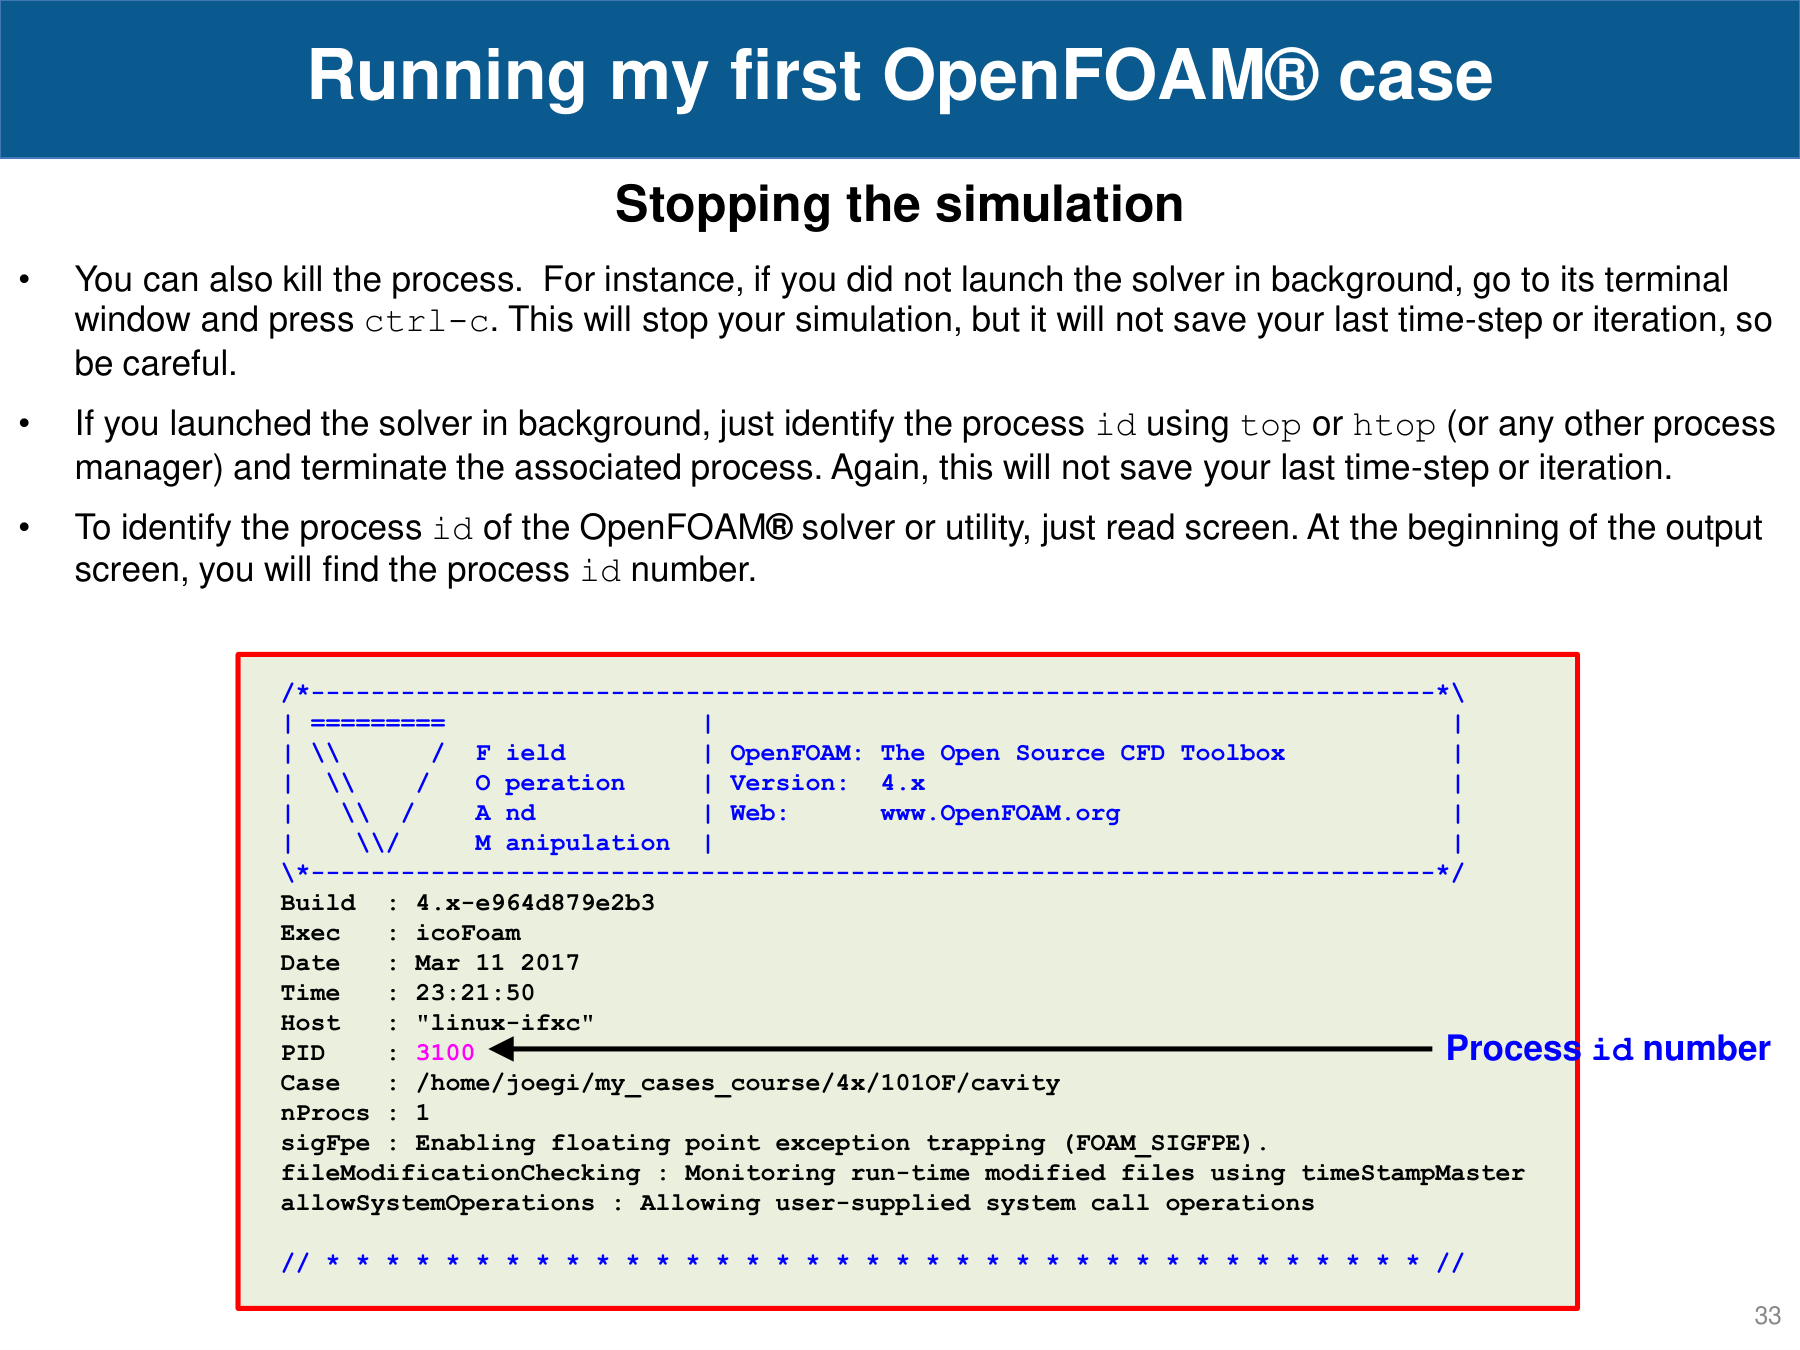 Running my first OpenFOAM® case
Stopping the simulation
• You can also kill the process.  For instance, if you did not launch the solver in background, go to its terminal
window and press ctrl-c. This will stop your simulation, but it will not save your last time-step or iteration, so
be careful.
• If you launched the solver in background, just identify the process id using top or htop (or any other process
manager) and terminate the associated process. Again, this will not save your last time-step or iteration.
• To identify the process id of the OpenFOAM® solver or utility, just read screen. At the beginning of the output
screen, you will find the process id number.
/*---------------------------------------------------------------------------*\
| =========                 |                                                 |
| \\      /  F ield         | OpenFOAM: The Open Source CFD Toolbox           |
|  \\    /   O peration     | Version:  4.x                                   |
|   \\  /    A nd           | Web:      www.OpenFOAM.org                      |
|    \\/     M anipulation  |                                                 |
\*---------------------------------------------------------------------------*/
Build  : 4.x-e964d879e2b3
Exec   : icoFoam
Date   : Mar 11 2017
Time   : 23:21:50
Host   : "linux-ifxc"
PID    : 3100
Process id number
Case   : /home/joegi/my_cases_course/4x/101OF/cavity
nProcs : 1
sigFpe : Enabling floating point exception trapping (FOAM_SIGFPE).
fileModificationChecking : Monitoring run-time modified files using timeStampMaster
allowSystemOperations : Allowing user-supplied system call operations
// * * * * * * * * * * * * * * * * * * * * * * * * * * * * * * * * * * * * * //
33